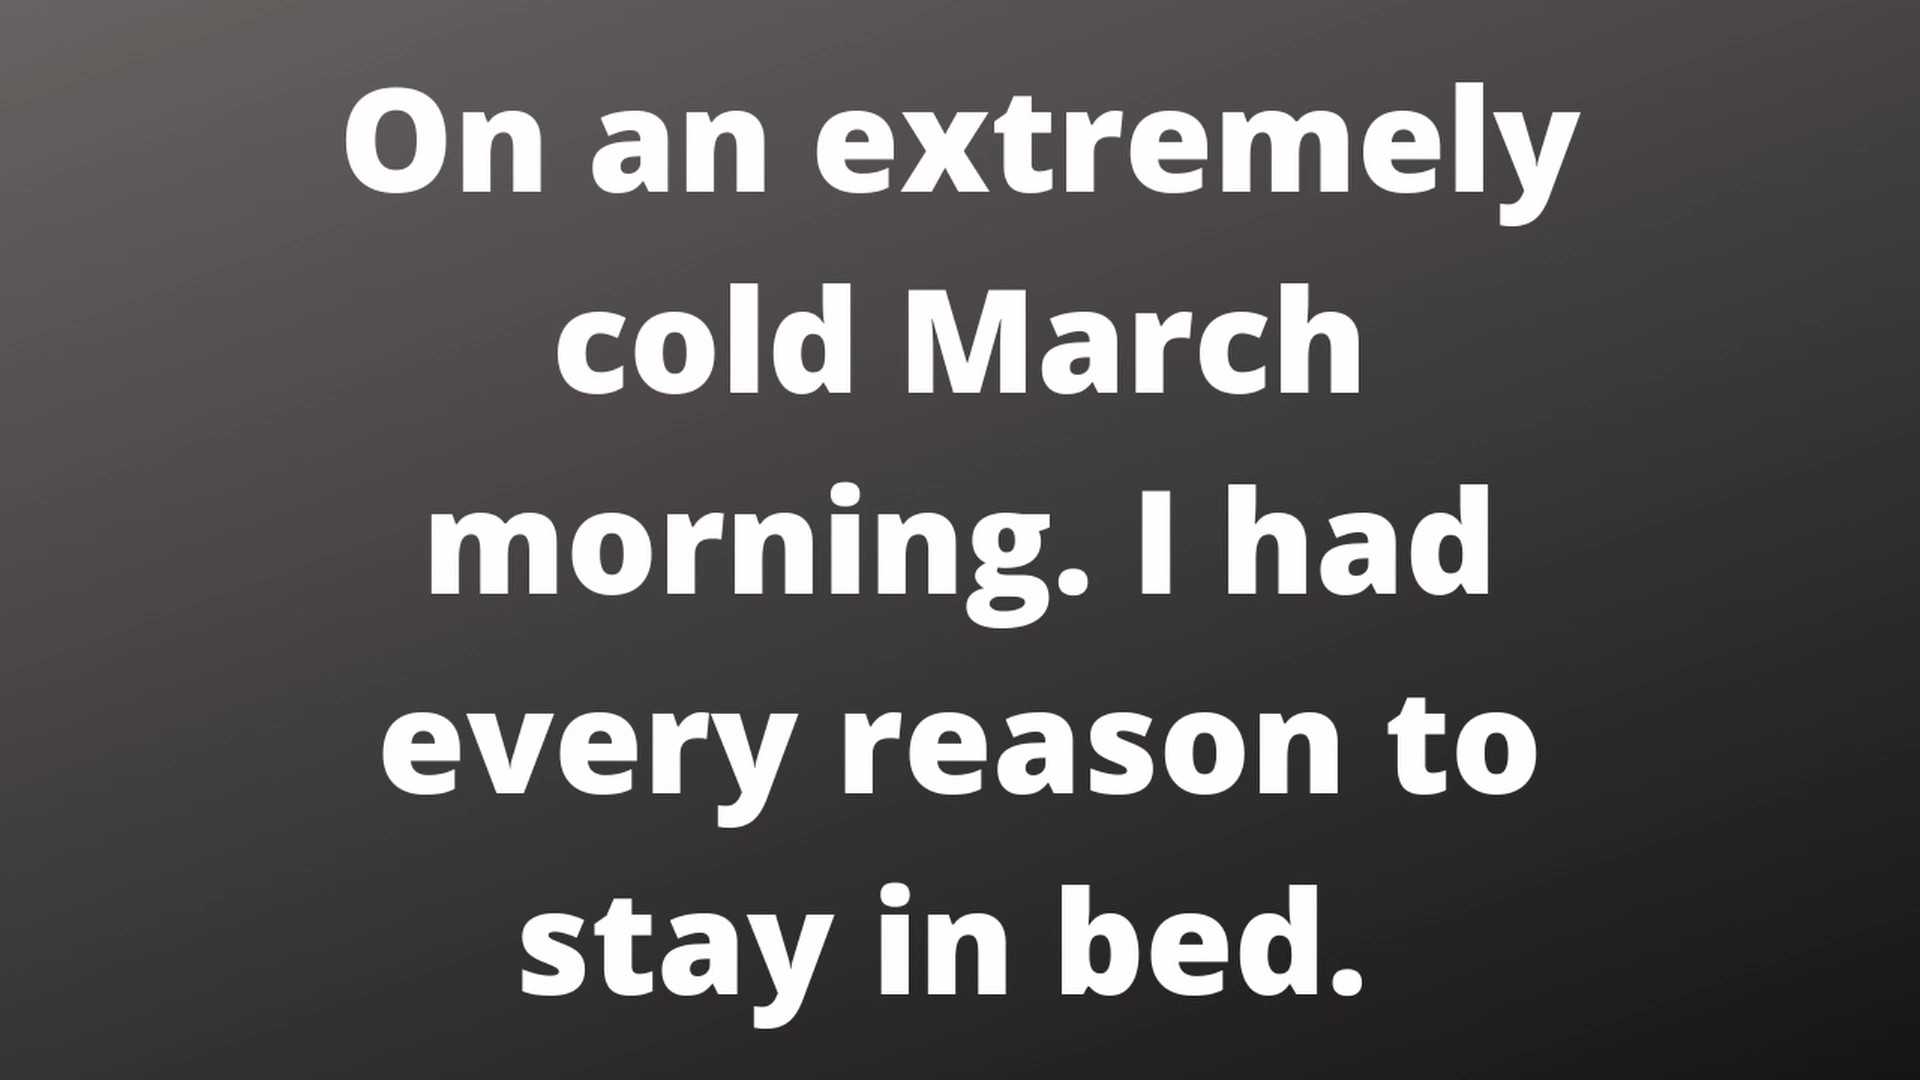 On an extremely
cold March
morning. I had
every reason to
stay in bed.